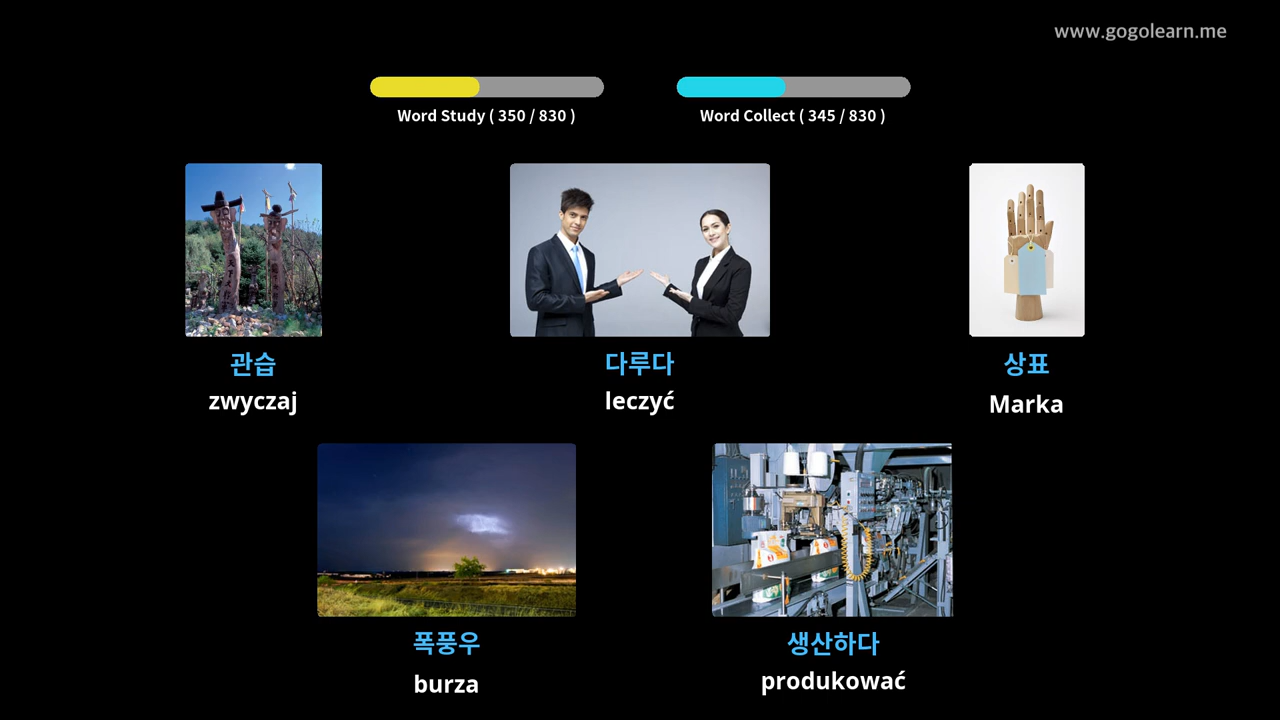 www.gogolearn.me
Word Study ( 350 / 830 )
Word Collect ( 345 / 830 )
관습
zwyczaj
다루다
leczyć
상표
Marka
폭풍우
burza
생산하다
produkować